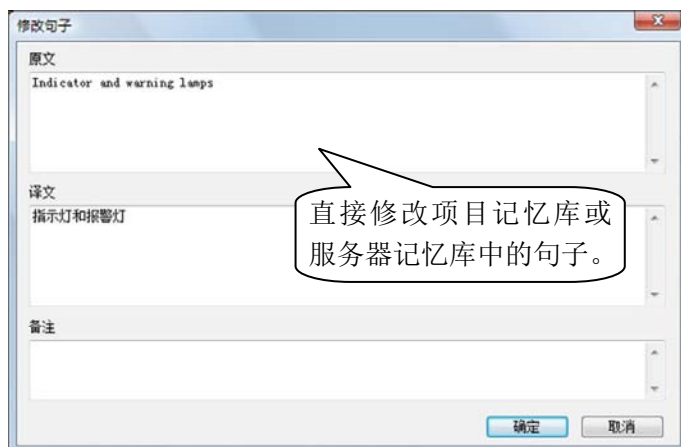 修改句子
原文
Indicator and warning lamps
译文
指示灯和报警灯
直接修改项目记忆库或
服务器记忆库中的句子。
备注
确定
取消